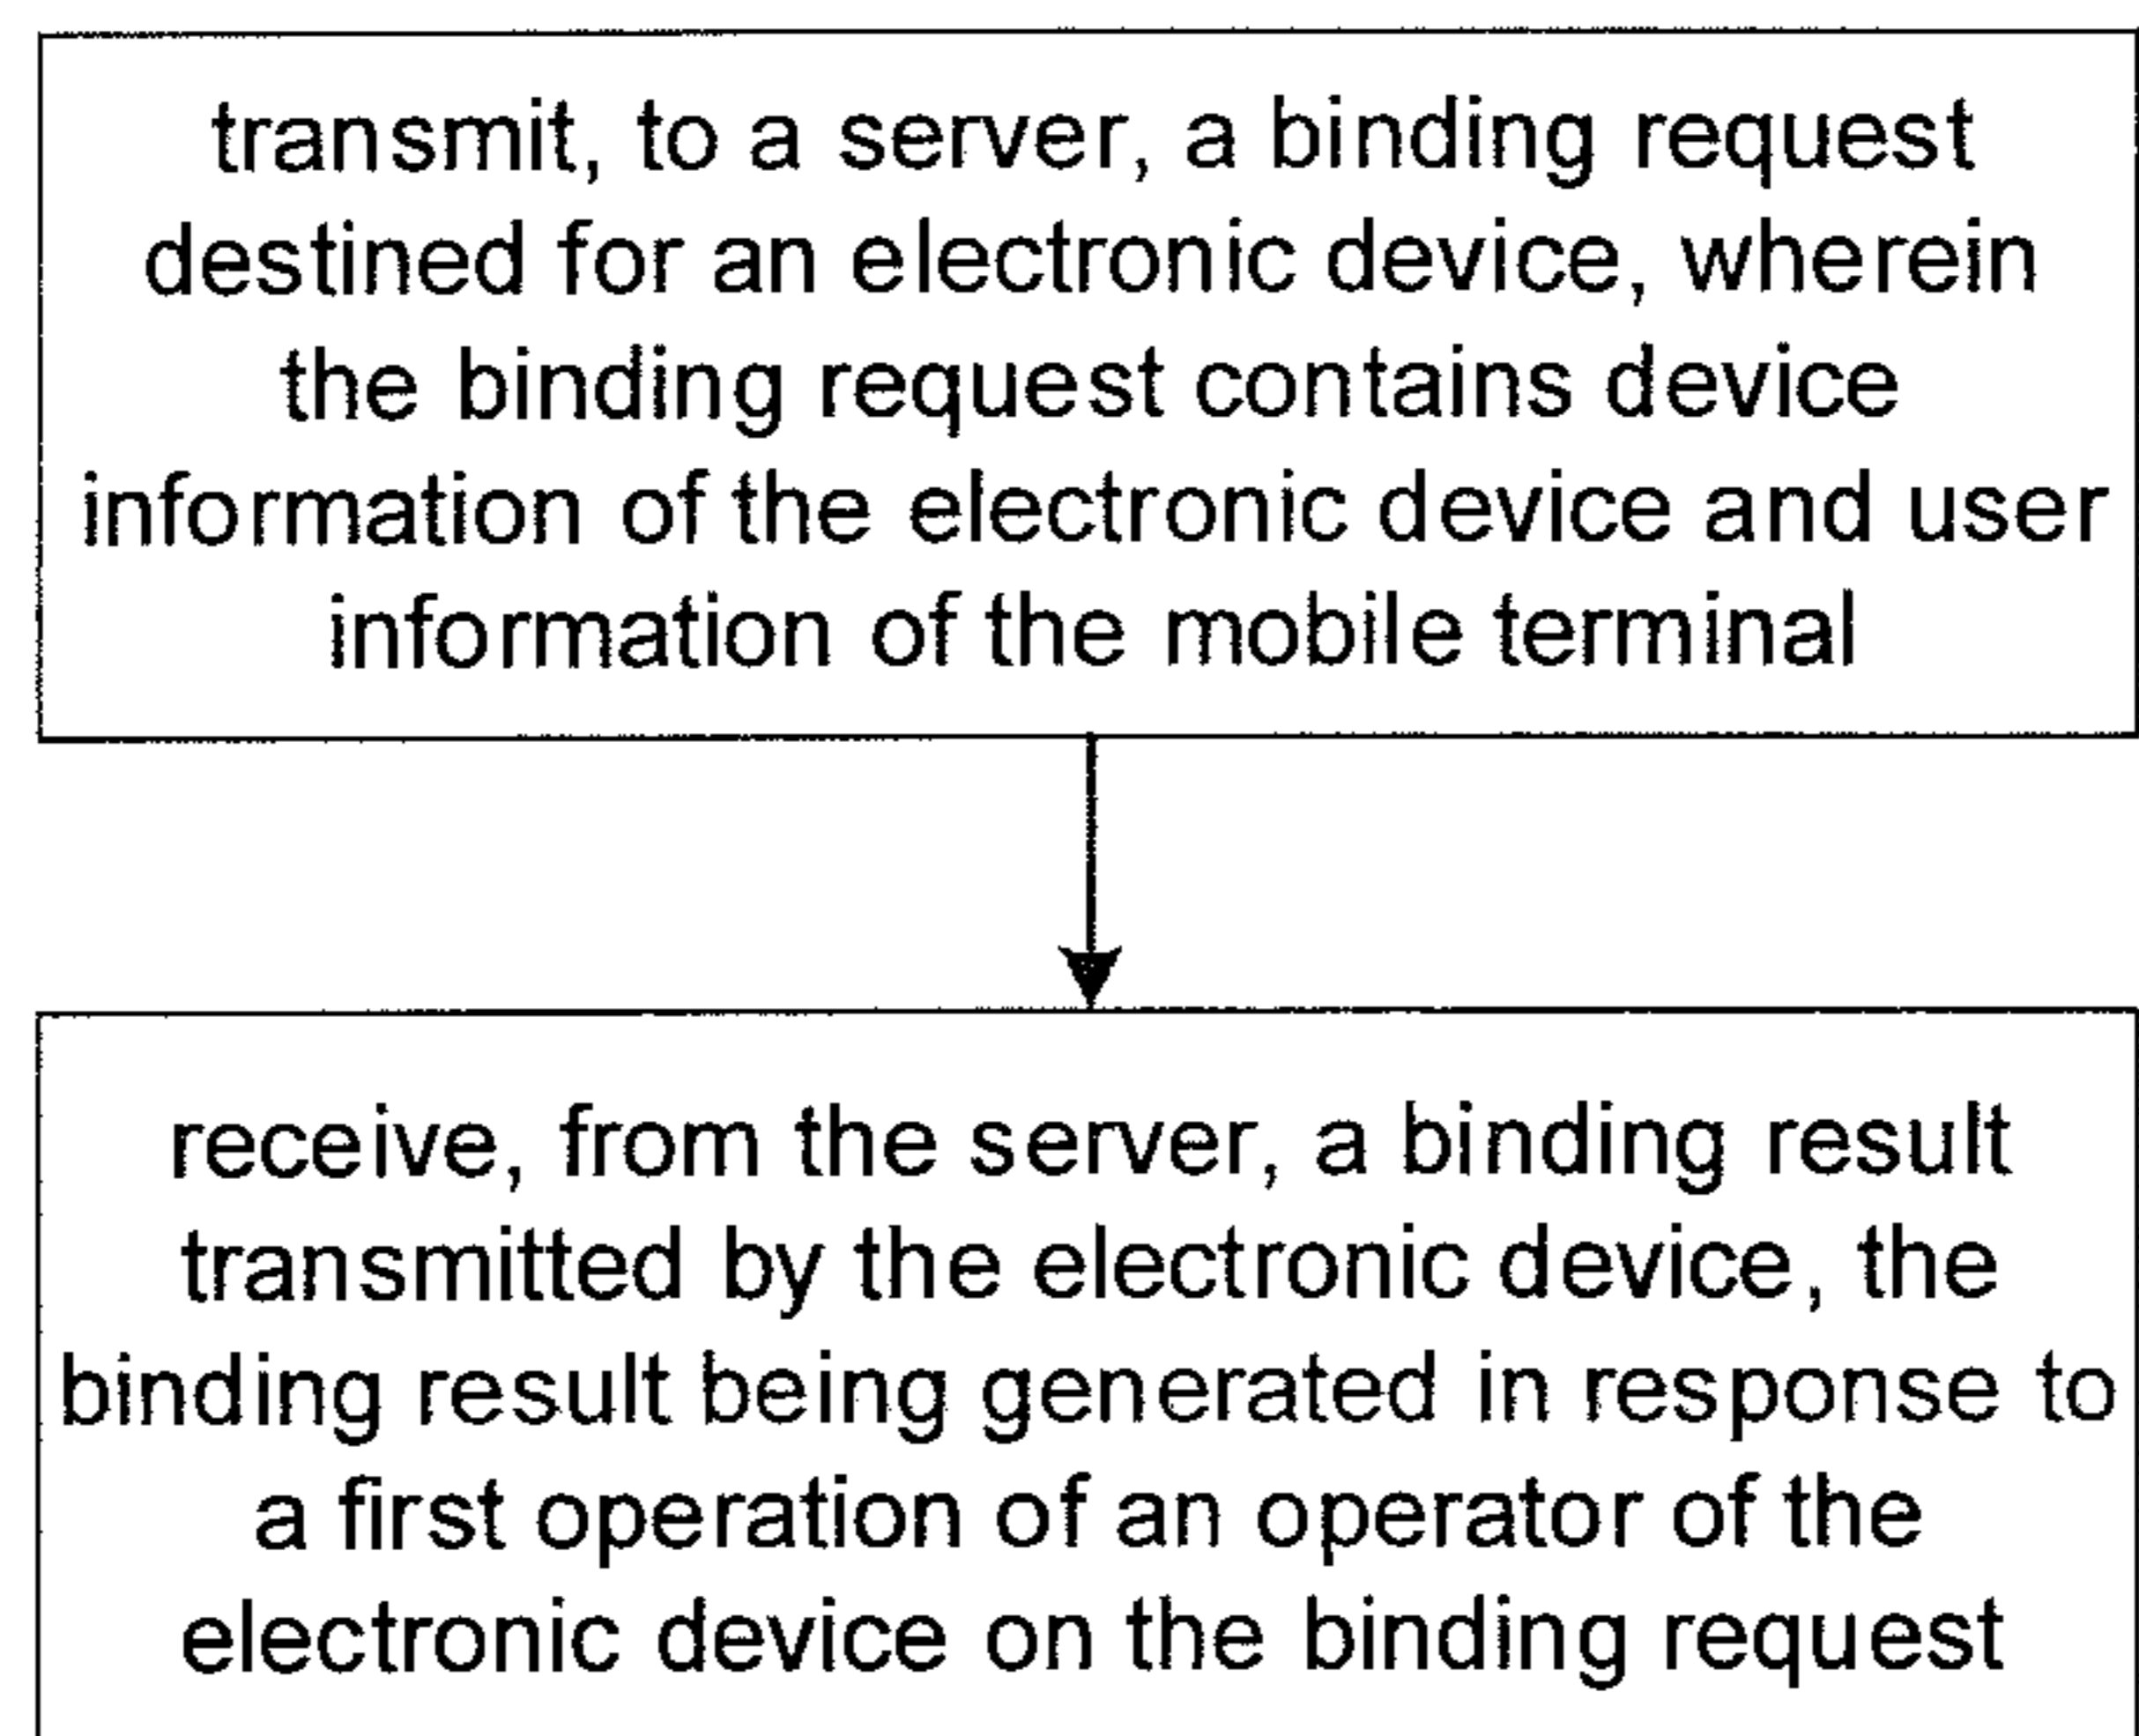 transmit, to a server, a binding request
destined for an electronic device, wherein
the binding request contains device
information of the electronic device and user
information of the mobile terminal
receive, from the server, a binding result
transmitted by the electronic device, the
binding result being generated in response to
a first operation of an operator of the
electronic device on the binding request